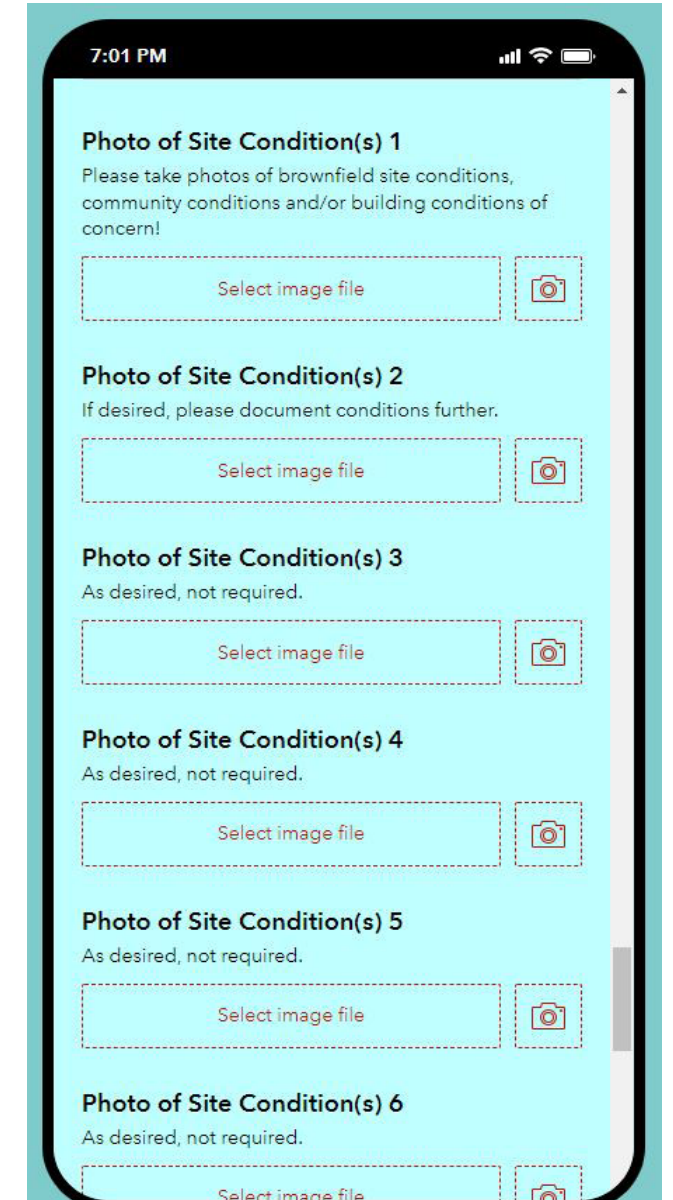 7:01 PM
Photo of Site Condition(s) 1
Please take photos of brownfield site conditions,
community conditions and/or building conditions of
concern!
Select image file
Photo of Site Condition(s) 2
If desired, please document conditions further.
Select image file
Photo of Site Condition(s) 3
As desired, not required.
Select image file
Photo of Site Condition(s) 4
As desired, not required.
Select image file
Photo of Site Condition(s) 5
As desired, not required.
Select image file
Photo of Site Condition(s) 6
As desired, not required.
Select image file